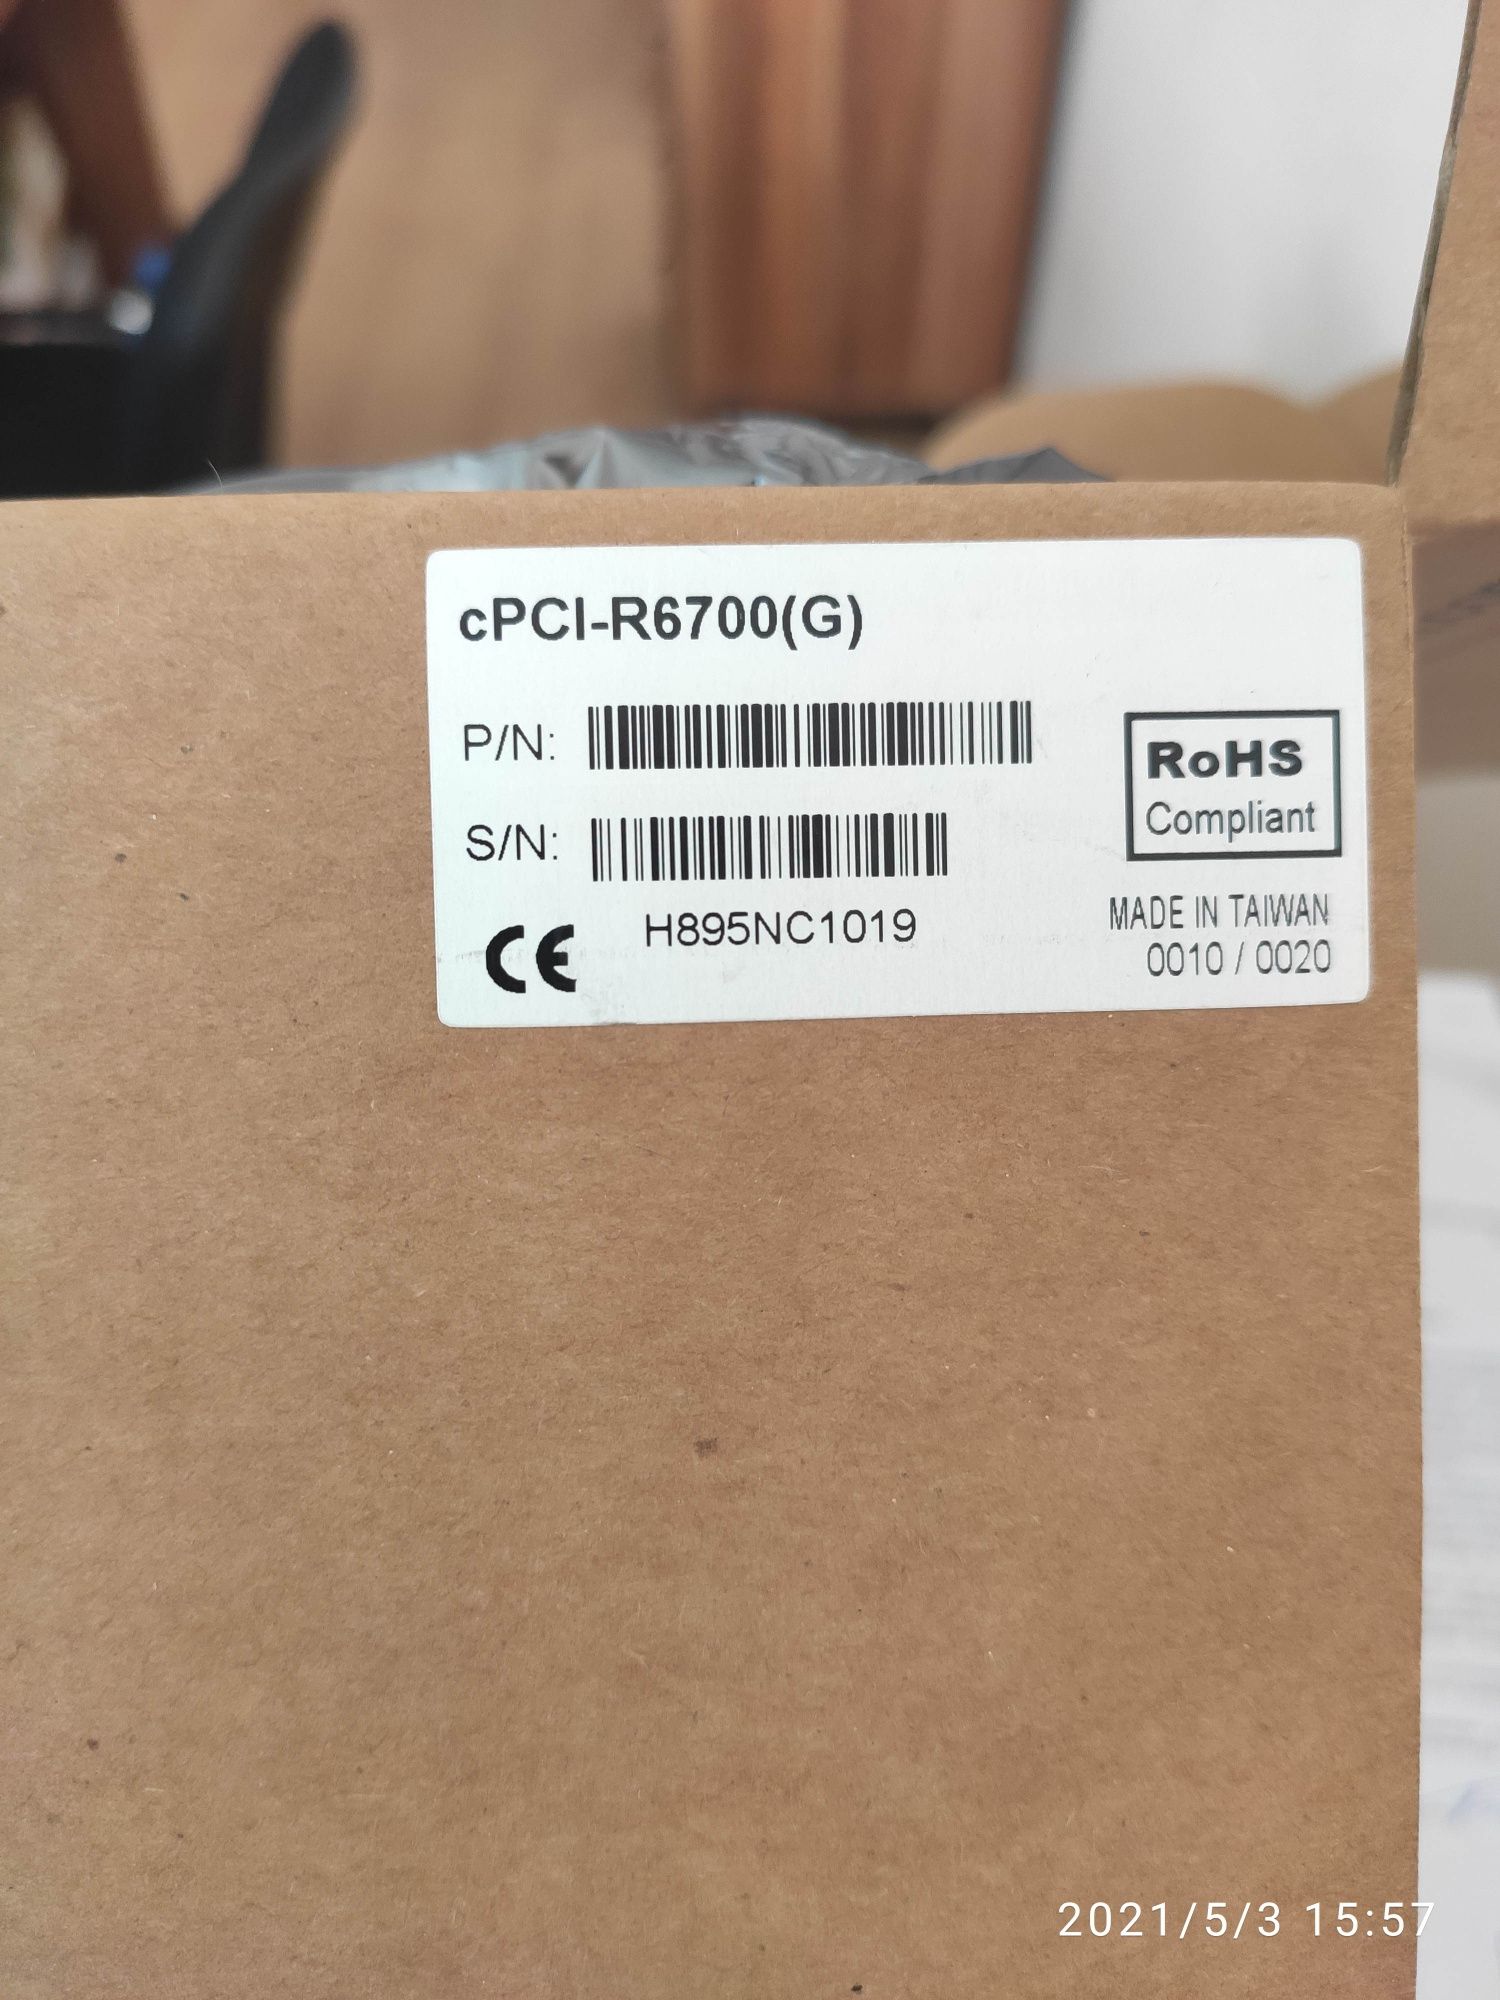 cPCI-R6700(G)
P/N:
S/N:
H895NC1019
CE
RoHS
Compliant
MADE IN TAIWAN
0010 / 0020
2021/5/3 15:57